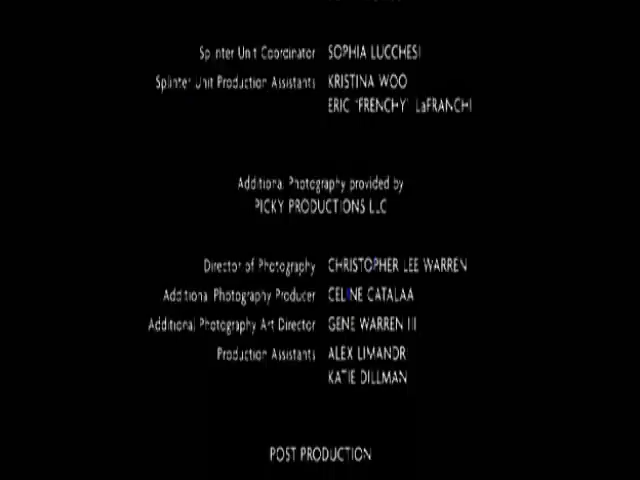 Splinter Unit Coordinator SOPHIA LUCCHESI
Splinter Unit Production Assistants KRISTINA WOO
ERIC "FRENCHY" LaFRANCHI
Additional Photography provided by
PICKY PRODUCTIONS LLC
Director of Photography CHRISTOPHER LEE WARREN
Additional Photography Producer CELINE CATALAA
Additional Photography Art Director GENE WARREN III
Production Assistants ALEX LIMANDRI
KATIE DILLMAN
POST PRODUCTION